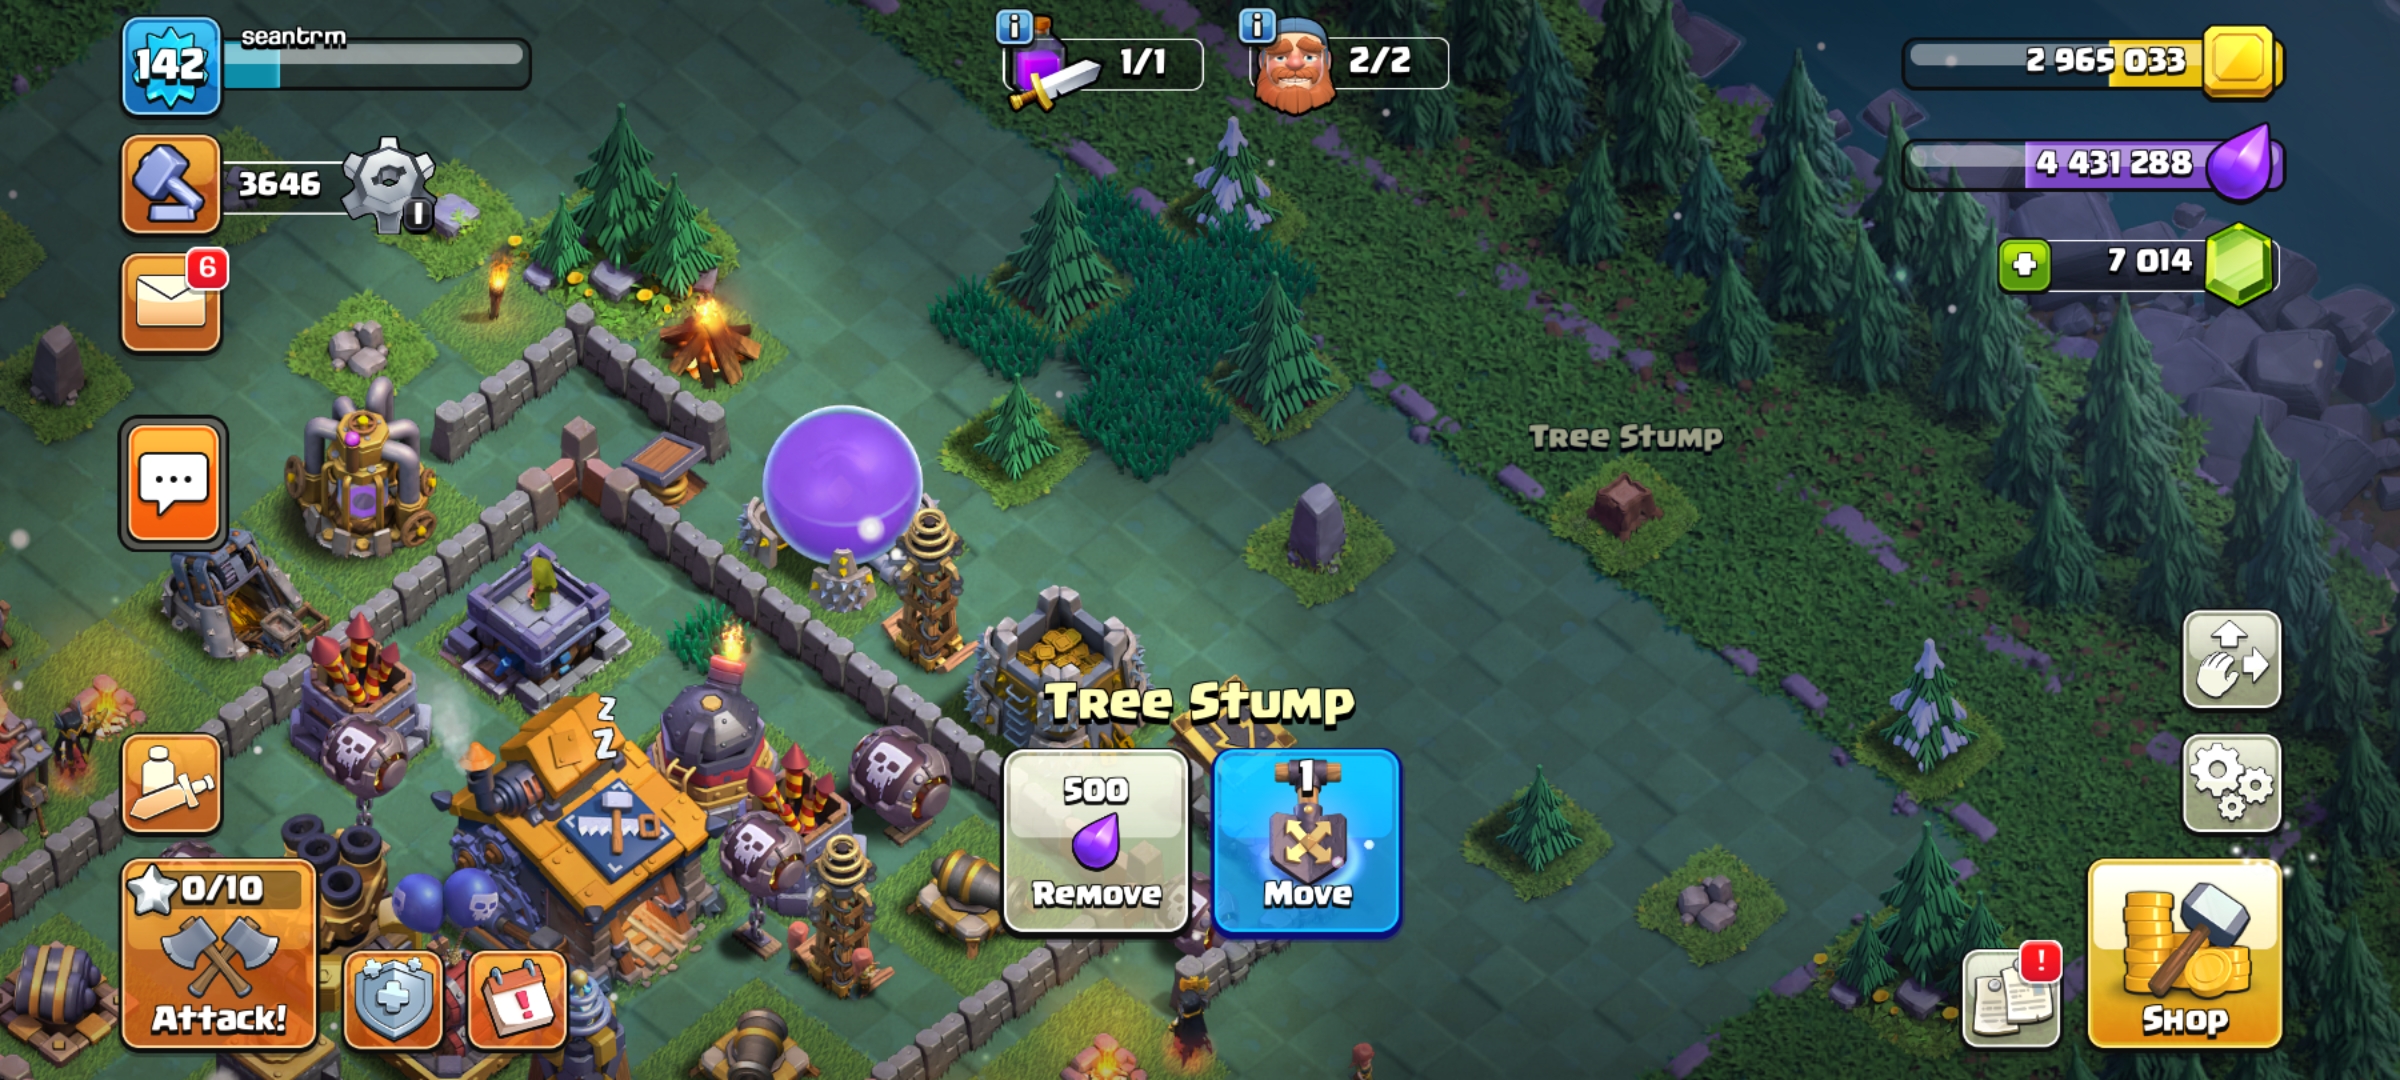 142
seantrm
1/1
2/2
2 965 033
3646
1
4 431 288
6
7 014
Tree Stump
z
z
Tree Stump
500
Remove
1
Move
0/10
Attack!
!
Shop